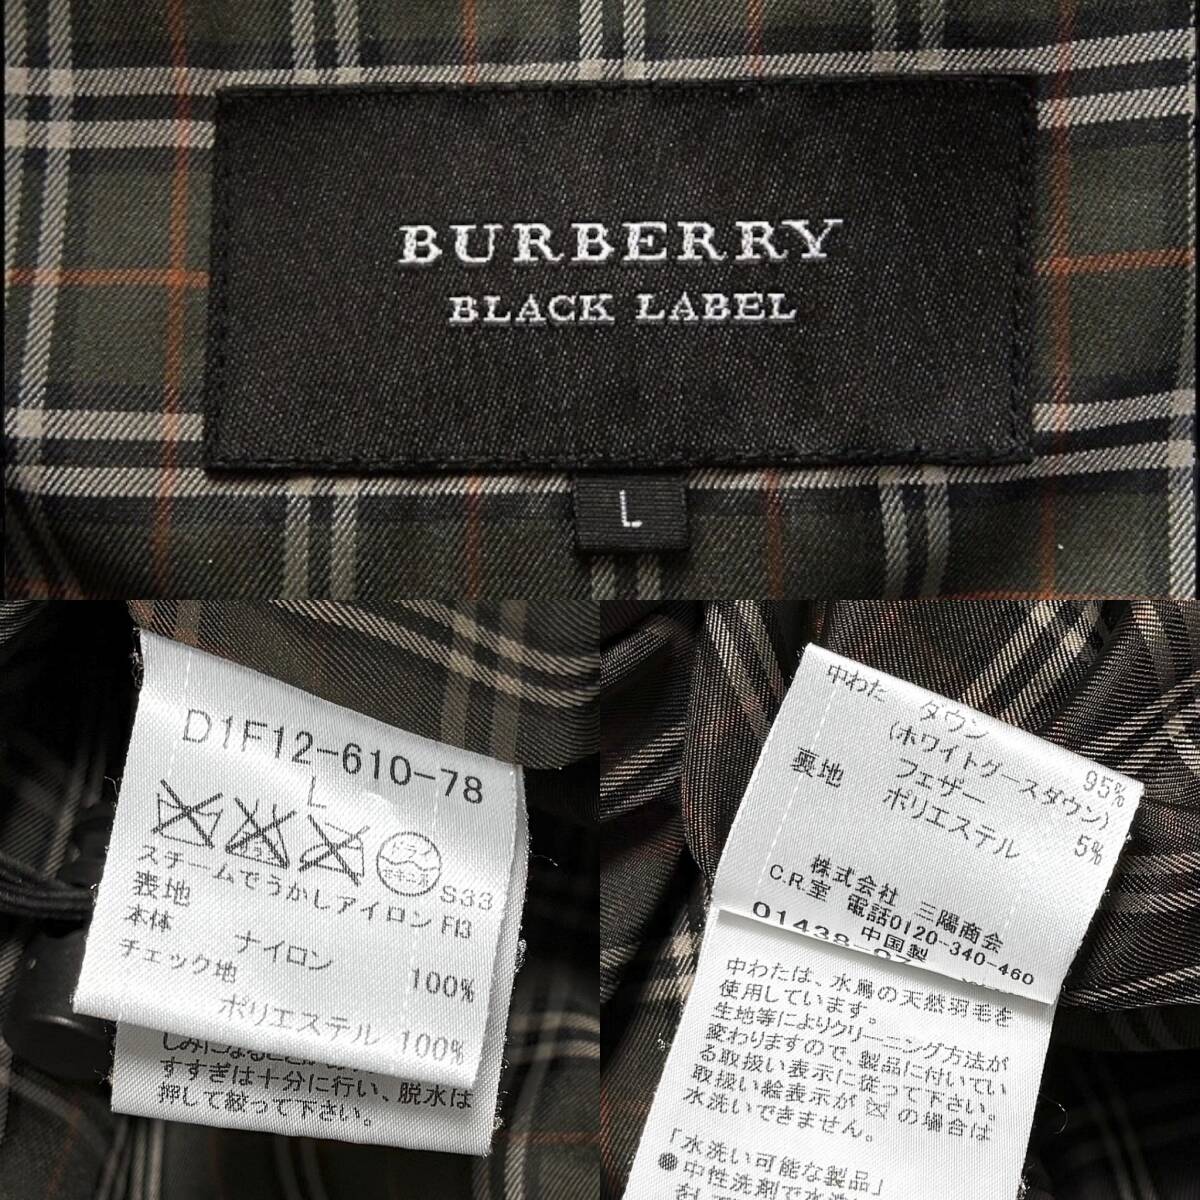 BURBERRY
BLACK LABEL
L
D1F12-610-78
L
ドライ
セキユ系
S33
スチームでうかしアイロン FI3
表地
本体 ナイロン 100%
チェック地
ポリエステル 100%
すすぎは十分に行い、脱水は
押して絞って下さい。
中わた ダウン 95%
(ホワイトグースダウン)
フェザー 5%
裏地 ポリエステル
株式会社 三陽商会
C.R.室 電話0120-340-460
中国製
中わたは、水鳥の天然羽毛を
使用しています。
生地等によりクリーニング方法が
変わりますので、製品に付いてい
る取扱い表示に従って下さい。
取扱い絵表示が の場合は
水洗いできません。
「水洗い可能な製品」
●中性洗剤で水洗